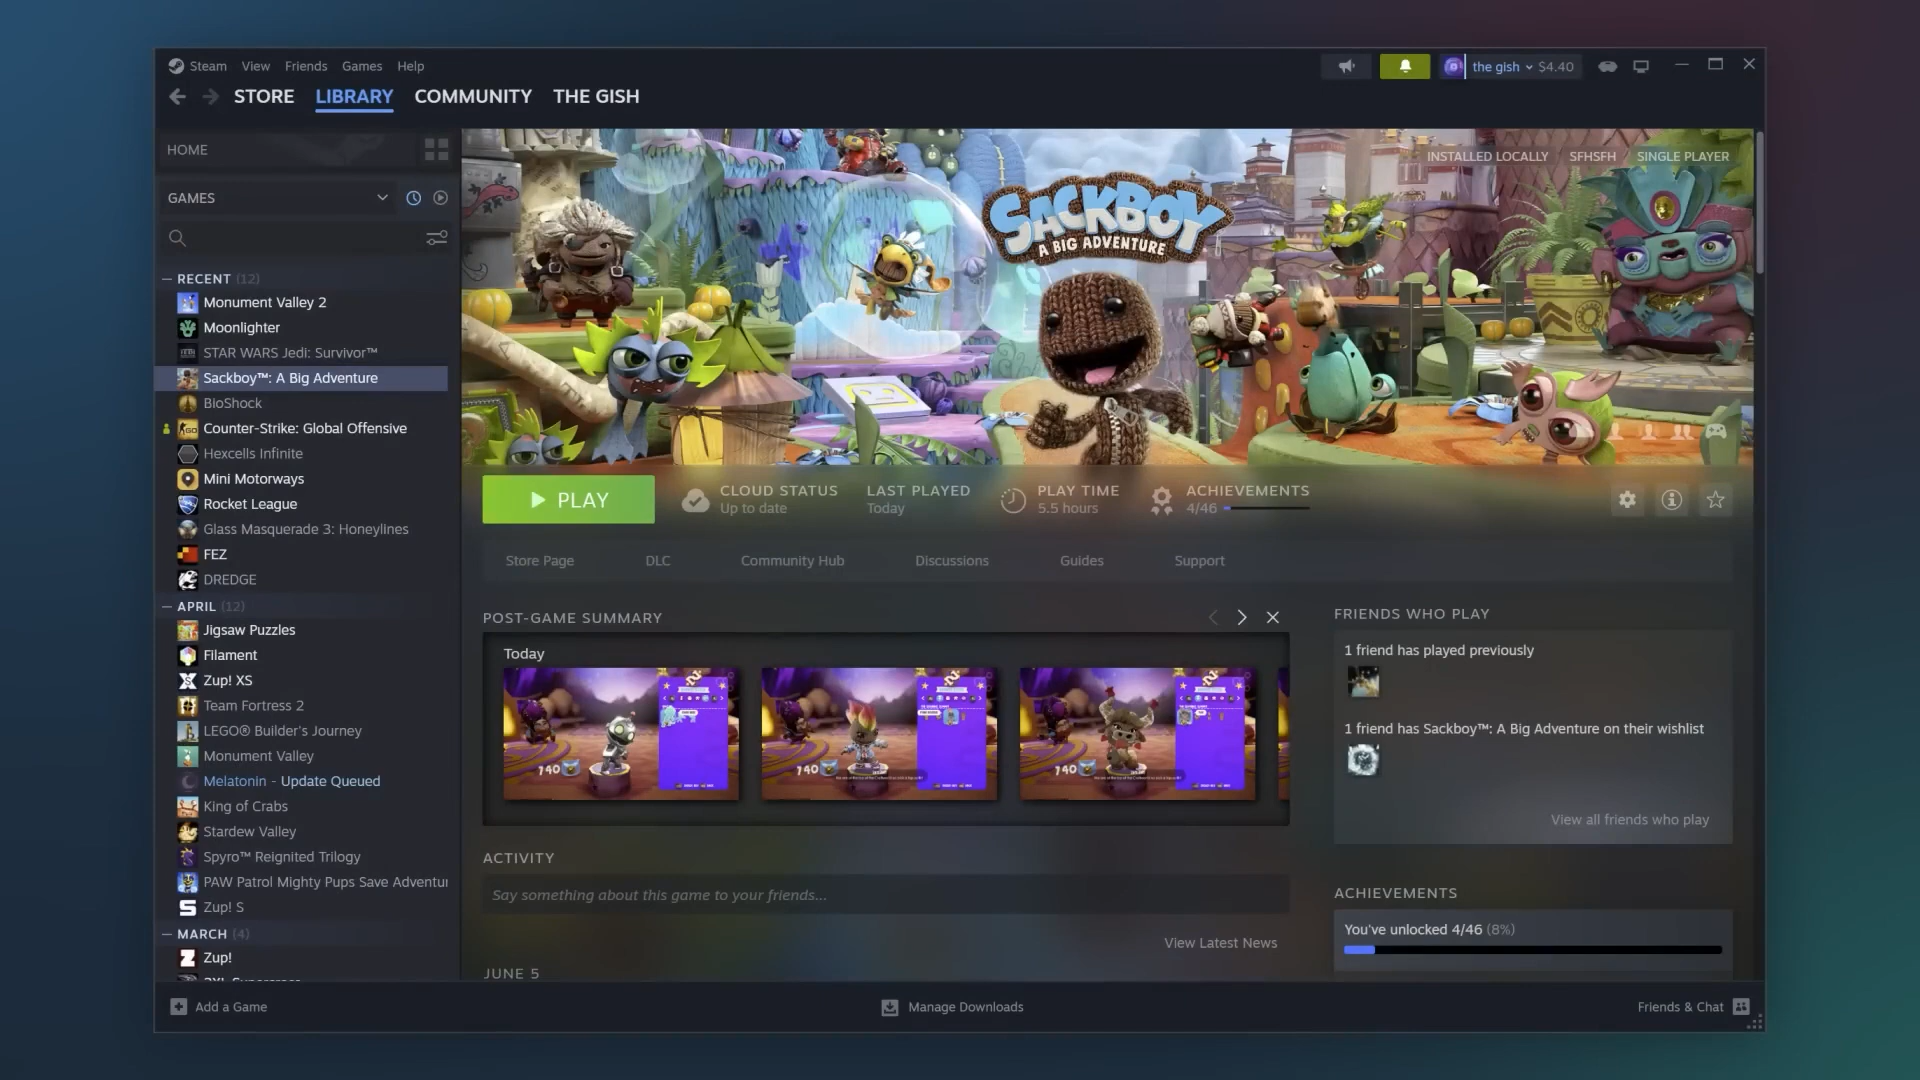 Steam View Friends Games Help
the gish $4.40
STORE LIBRARY COMMUNITY THE GISH
HOME
GAMES
RECENT (12)
Monument Valley 2
Moonlighter
STAR WARS Jedi: Survivor™
Sackboy™: A Big Adventure
BioShock
Counter-Strike: Global Offensive
Hexcells Infinite
Mini Motorways
Rocket League
Glass Masquerade 3: Honeylines
FEZ
DREDGE
APRIL (12)
Jigsaw Puzzles
Filament
Zup! XS
Team Fortress 2
LEGO® Builder's Journey
Monument Valley
Melatonin - Update Queued
King of Crabs
Stardew Valley
Spyro™ Reignited Trilogy
PAW Patrol Mighty Pups Save Adventur
Zup! S
MARCH (4)
Zup!
INSTALLED LOCALLY SFHSFH SINGLE PLAYER
SACKBOY
A BIG ADVENTURE
PLAY
CLOUD STATUS
Up to date
LAST PLAYED
Today
PLAY TIME
5.5 hours
ACHIEVEMENTS
4/46
Store Page DLC Community Hub Discussions Guides Support
POST-GAME SUMMARY
Today
740
740
740
ACTIVITY
Say something about this game to your friends...
View Latest News
JUNE 5
FRIENDS WHO PLAY
1 friend has played previously
1 friend has Sackboy™: A Big Adventure on their wishlist
View all friends who play
ACHIEVEMENTS
You've unlocked 4/46 (8%)
Add a Game
Manage Downloads
Friends & Chat